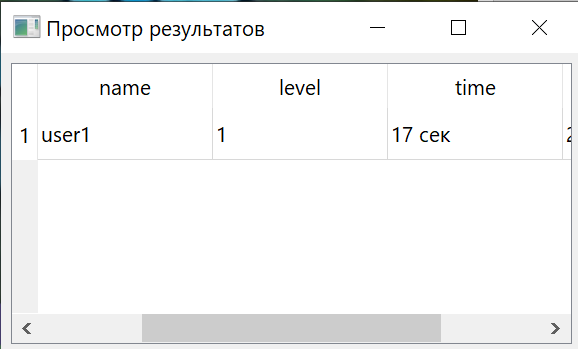 Просмотр результатов
name level time
1 user1 1 17 сек